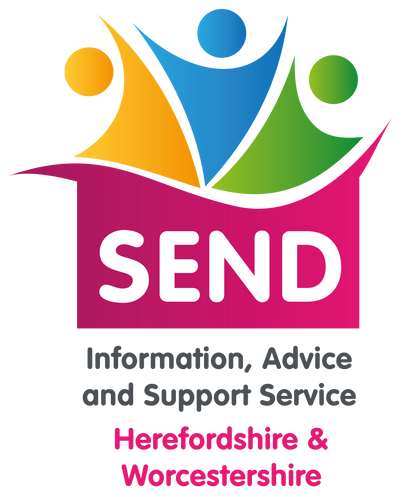 SEND
Information, Advice
and Support Service
Herefordshire &
Worcestershire